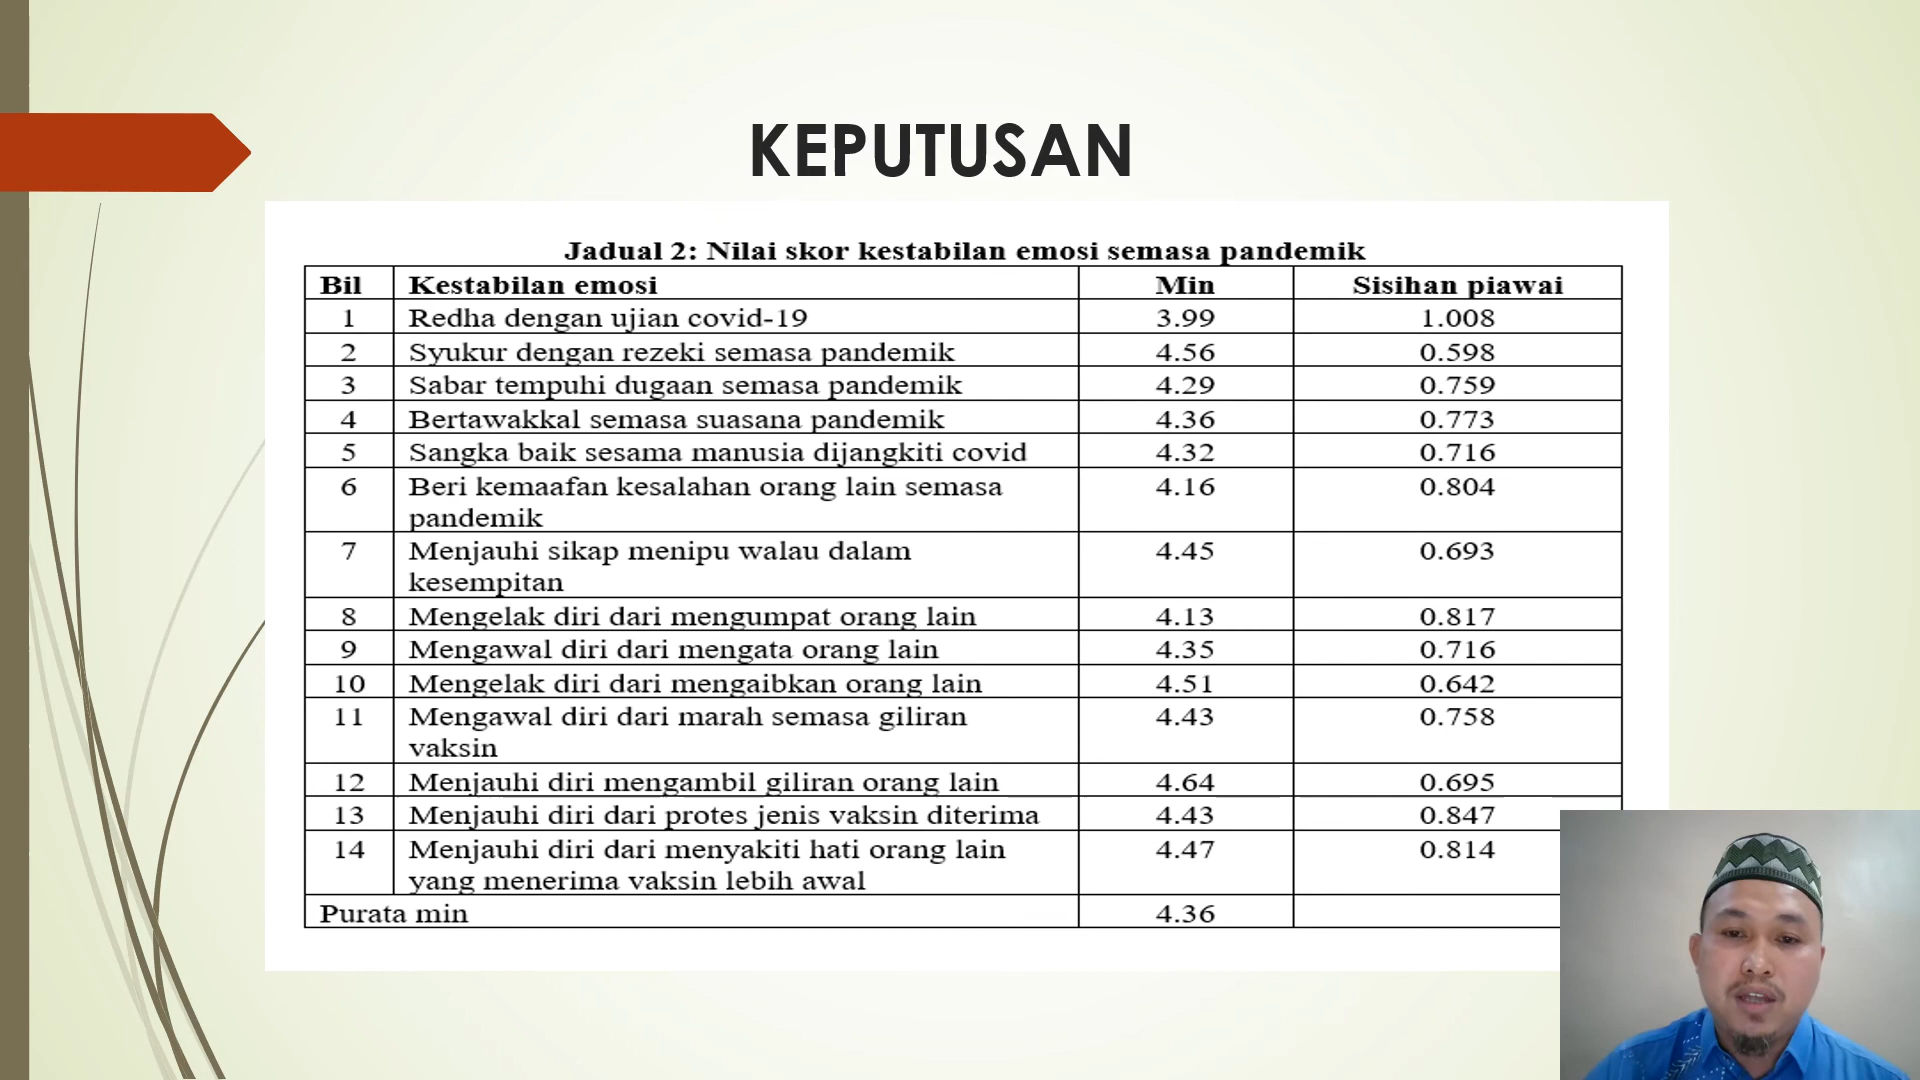 KEPUTUSAN
Jadual 2: Nilai skor kestabilan emosi semasa pandemik
Bil Kestabilan emosi Min Sisihan piawai
1 Redha dengan ujian covid-19 3.99 1.008
2 Syukur dengan rezeki semasa pandemik 4.56 0.598
3 Sabar tempuhi dugaan semasa pandemik 4.29 0.759
4 Bertawakkal semasa suasana pandemik 4.36 0.773
5 Sangka baik sesama manusia dijangkiti covid 4.32 0.716
6 Beri kemaafan kesalahan orang lain semasa 4.16 0.804
pandemik
7 Menjauhi sikap menipu walau dalam 4.45 0.693
kesempitan
8 Mengelak diri dari mengumpat orang lain 4.13 0.817
9 Mengawal diri dari mengata orang lain 4.35 0.716
10 Mengelak diri dari mengaibkan orang lain 4.51 0.642
11 Mengawal diri dari marah semasa giliran 4.43 0.758
vaksin
12 Menjauhi diri mengambil giliran orang lain 4.64 0.695
13 Menjauhi diri dari protes jenis vaksin diterima 4.43 0.847
14 Menjauhi diri dari menyakiti hati orang lain 4.47 0.814
yang menerima vaksin lebih awal
Purata min 4.36